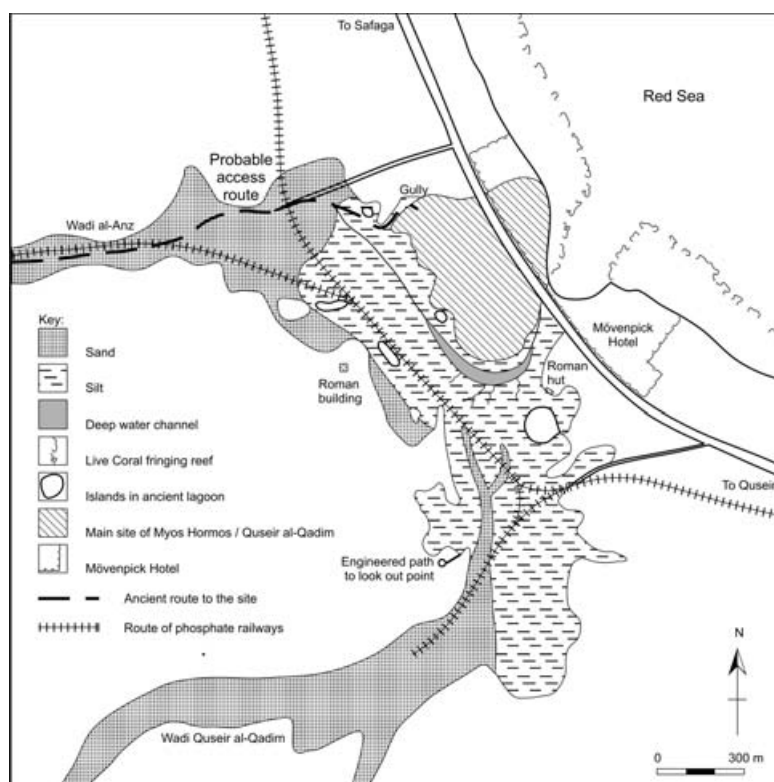 To Safaga
Red Sea
Probable
access
route
Gully
Wadi al-Anz
Key:
Sand
Silt
Deep water channel
Live Coral fringing reef
Islands in ancient lagoon
Main site of Myos Hormos / Quseir al-Qadim
Mövenpick Hotel
Ancient route to the site
Route of phosphate railways
Roman
building
Mövenpick
Hotel
Roman
hut
To Quseir
Engineered path
to look out point
Wadi Quseir al-Qadim
N
0 300 m